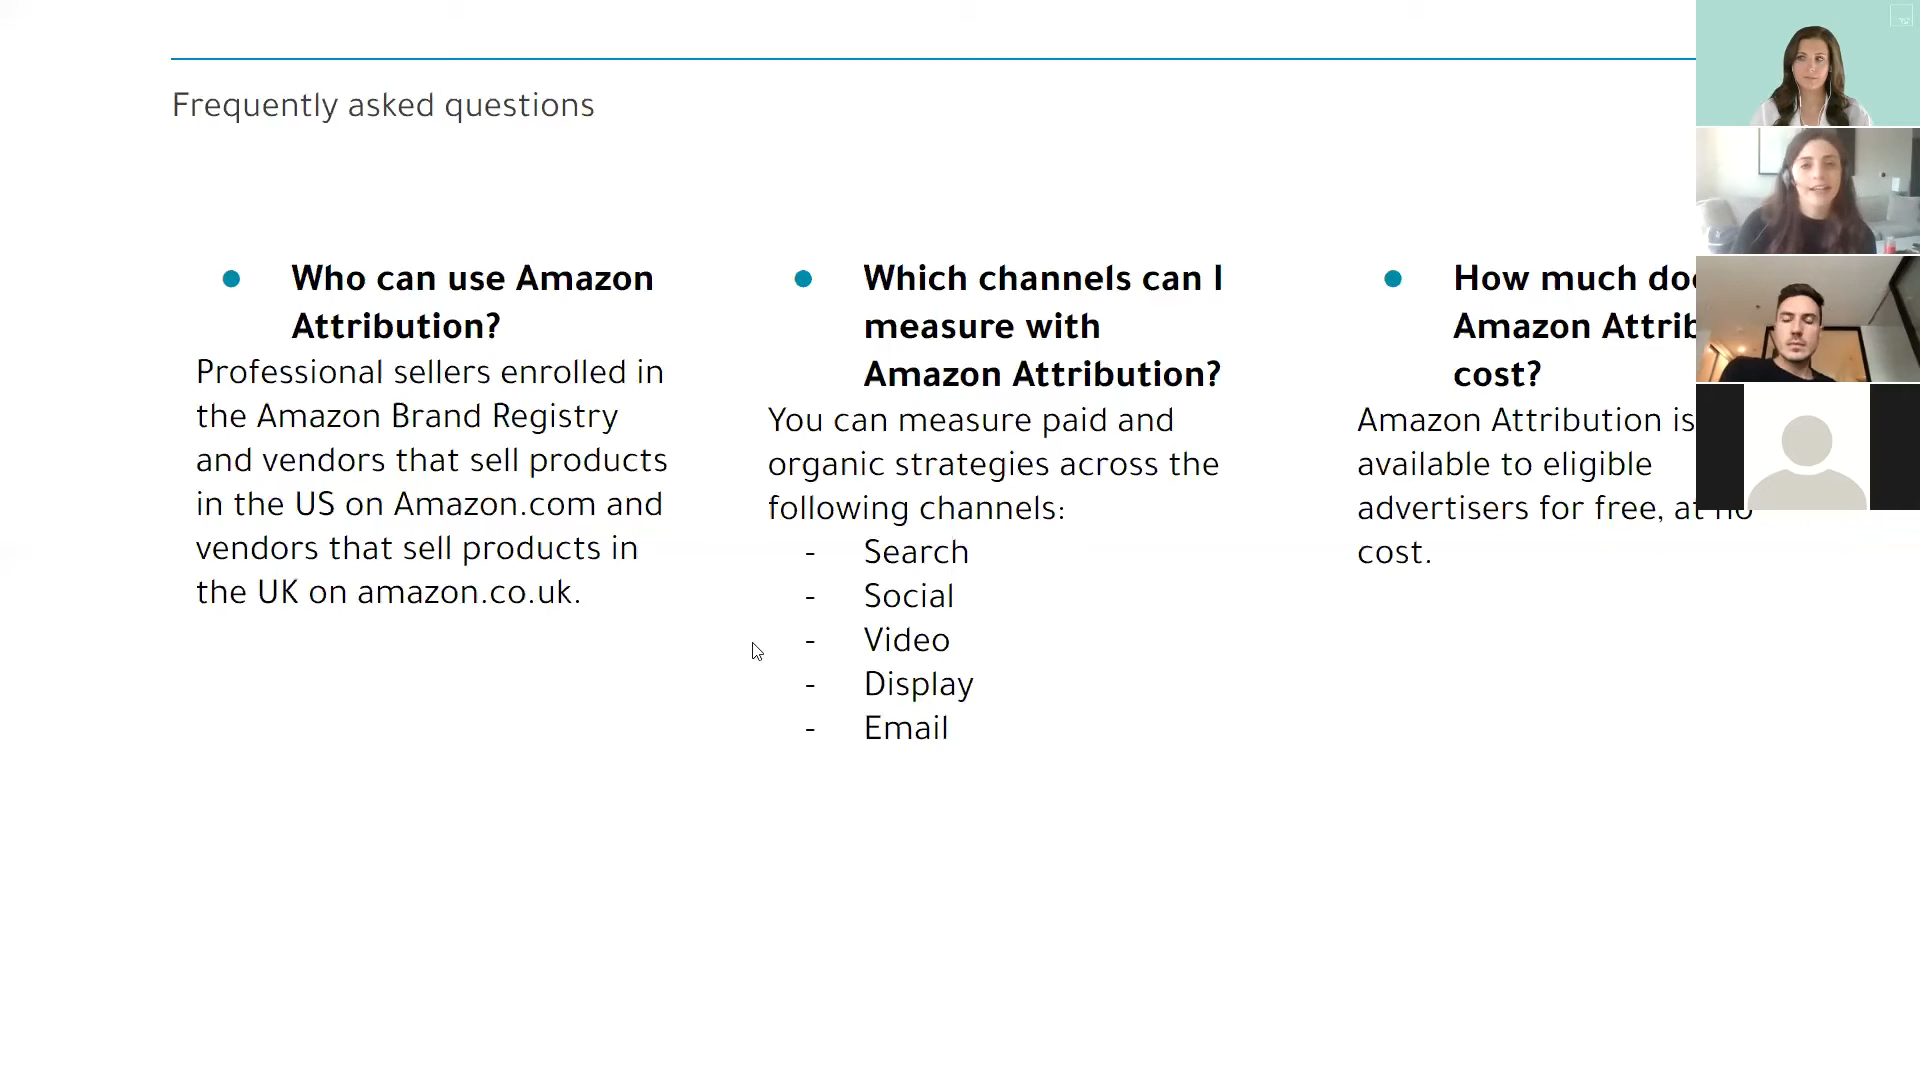 Frequently asked questions
Who can use Amazon
Attribution?
Professional sellers enrolled in
the Amazon Brand Registry
and vendors that sell products
in the US on Amazon.com and
vendors that sell products in
the UK on amazon.co.uk.
Which channels can I
measure with
Amazon Attribution?
You can measure paid and
organic strategies across the
following channels:
- Search
- Social
- Video
- Display
- Email
How much
Amazon
cost?
Amazon Attribution is
available to eligible
advertisers for free, at no
cost.